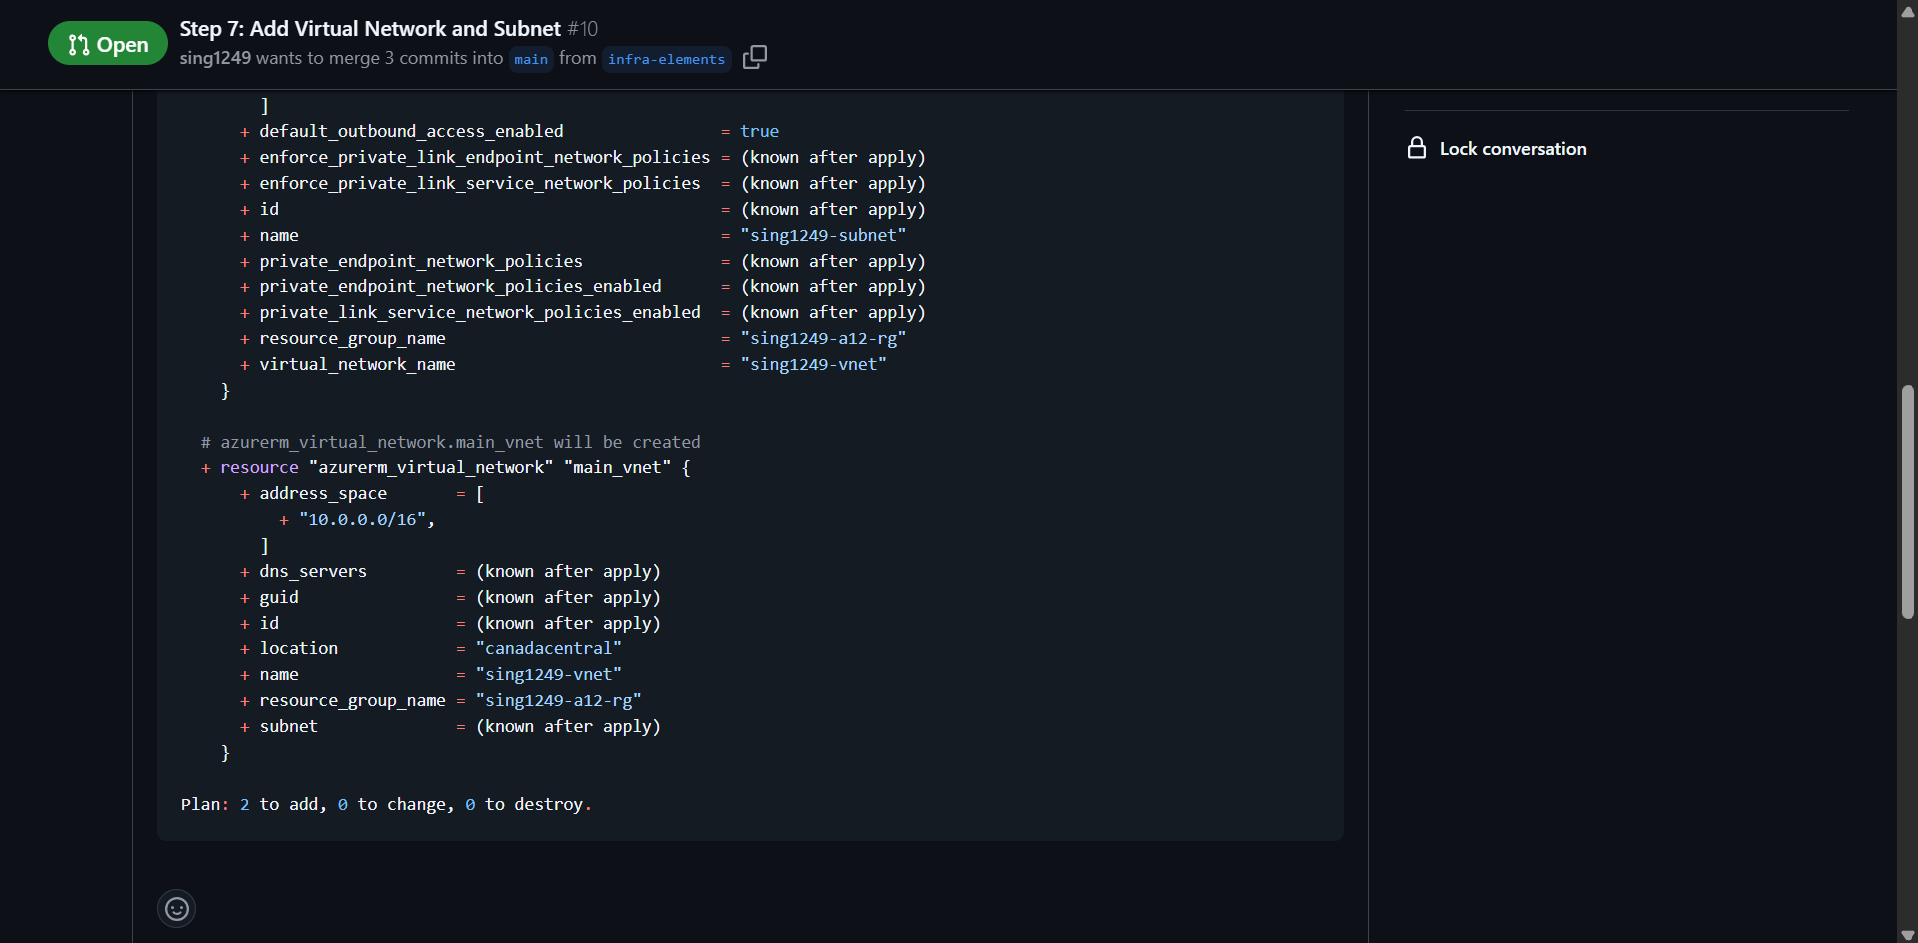 Open
Step 7: Add Virtual Network and Subnet #10
sing1249 wants to merge 3 commits into main from infra-elements
]
+ default_outbound_access_enabled = true
+ enforce_private_link_endpoint_network_policies = (known after apply)
+ enforce_private_link_service_network_policies = (known after apply)
+ id = (known after apply)
+ name = "sing1249-subnet"
+ private_endpoint_network_policies = (known after apply)
+ private_endpoint_network_policies_enabled = (known after apply)
+ private_link_service_network_policies_enabled = (known after apply)
+ resource_group_name = "sing1249-a12-rg"
+ virtual_network_name = "sing1249-vnet"
}
# azurerm_virtual_network.main_vnet will be created
+ resource "azurerm_virtual_network" "main_vnet" {
+ address_space = [
+ "10.0.0.0/16",
]
+ dns_servers = (known after apply)
+ guid = (known after apply)
+ id = (known after apply)
+ location = "canadacentral"
+ name = "sing1249-vnet"
+ resource_group_name = "sing1249-a12-rg"
+ subnet = (known after apply)
}
Plan: 2 to add, 0 to change, 0 to destroy.
Lock conversation